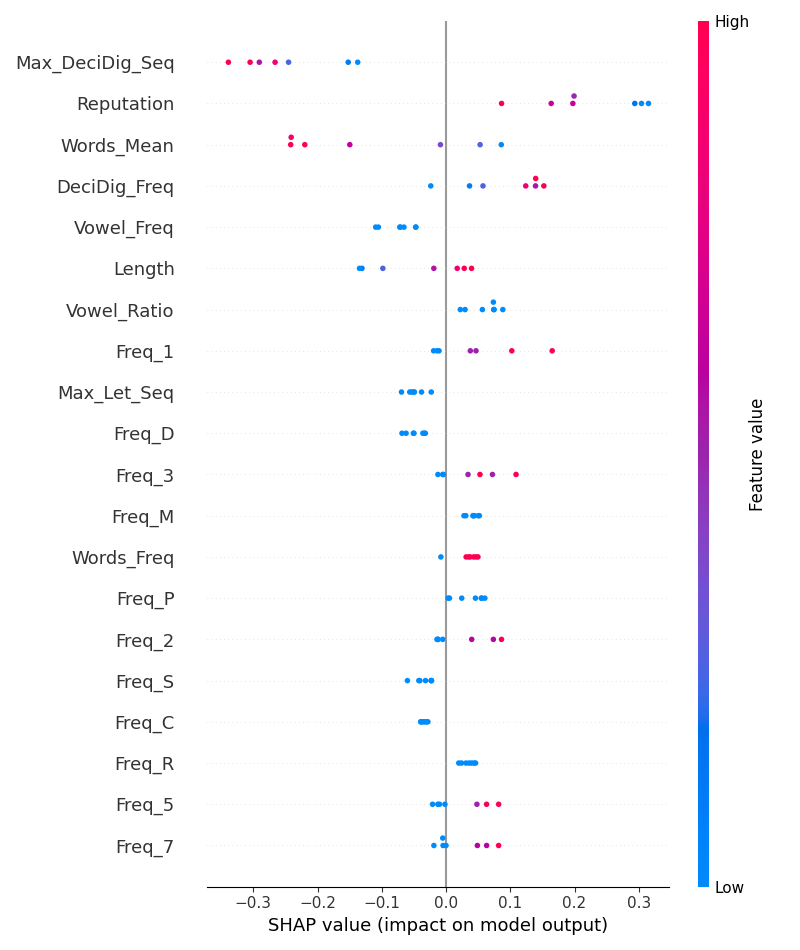 High
Max_DeciDig_Seq
Reputation
Words_Mean
DeciDig_Freq
Vowel_Freq
Length
Vowel_Ratio
Freq_1
Max_Let_Seq
Freq_D
Freq_3
Freq_M
Words_Freq
Freq_P
Freq_2
Freq_S
Freq_C
Freq_R
Freq_5
Freq_7
Feature value
Low
−0.3 −0.2 −0.1 0.0 0.1 0.2 0.3
SHAP value (impact on model output)